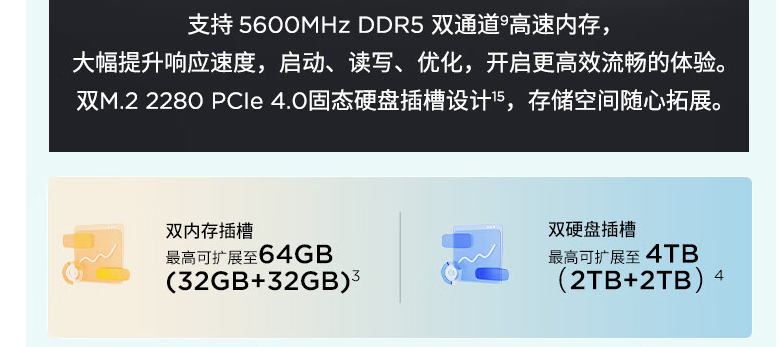 支持 5600MHz DDR5 双通道⁹高速内存，
大幅提升响应速度，启动、读写、优化，开启更高效流畅的体验。
双M.2 2280 PCIe 4.0固态硬盘插槽设计¹⁵，存储空间随心拓展。
双内存插槽
最高可扩展至64GB
(32GB+32GB)³
双硬盘插槽
最高可扩展至 4TB
（2TB+2TB）⁴